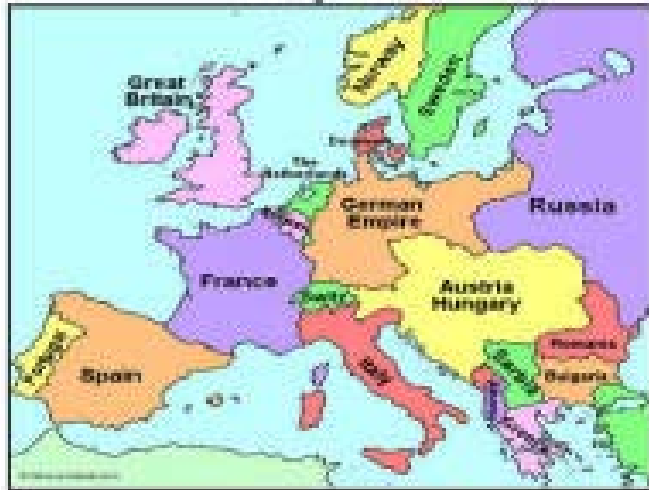 Great
Britain
Norway
Sweden
Denmark
The
Netherlands
German
Empire
Russia
France
Switz
Austria
Hungary
Portugal
Spain
Italy
Romania
Serbia
Bulgaria